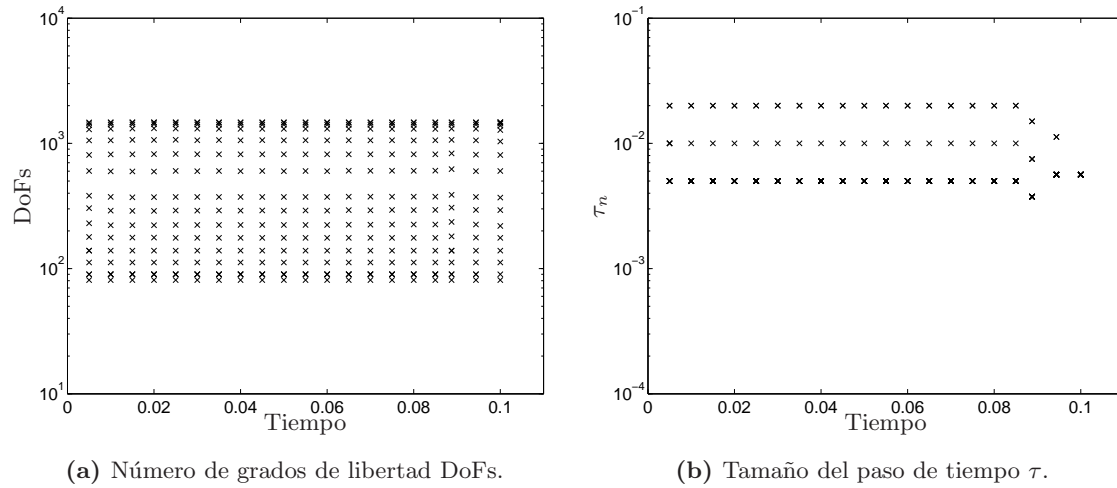 10^4
10^3
10^2
10^1
DoFs
0 0.02 0.04 0.06 0.08 0.1
Tiempo
(a) Número de grados de libertad DoFs.
10^−1
10^−2
10^−3
10^−4
τ_n
0 0.02 0.04 0.06 0.08 0.1
Tiempo
(b) Tamaño del paso de tiempo τ.